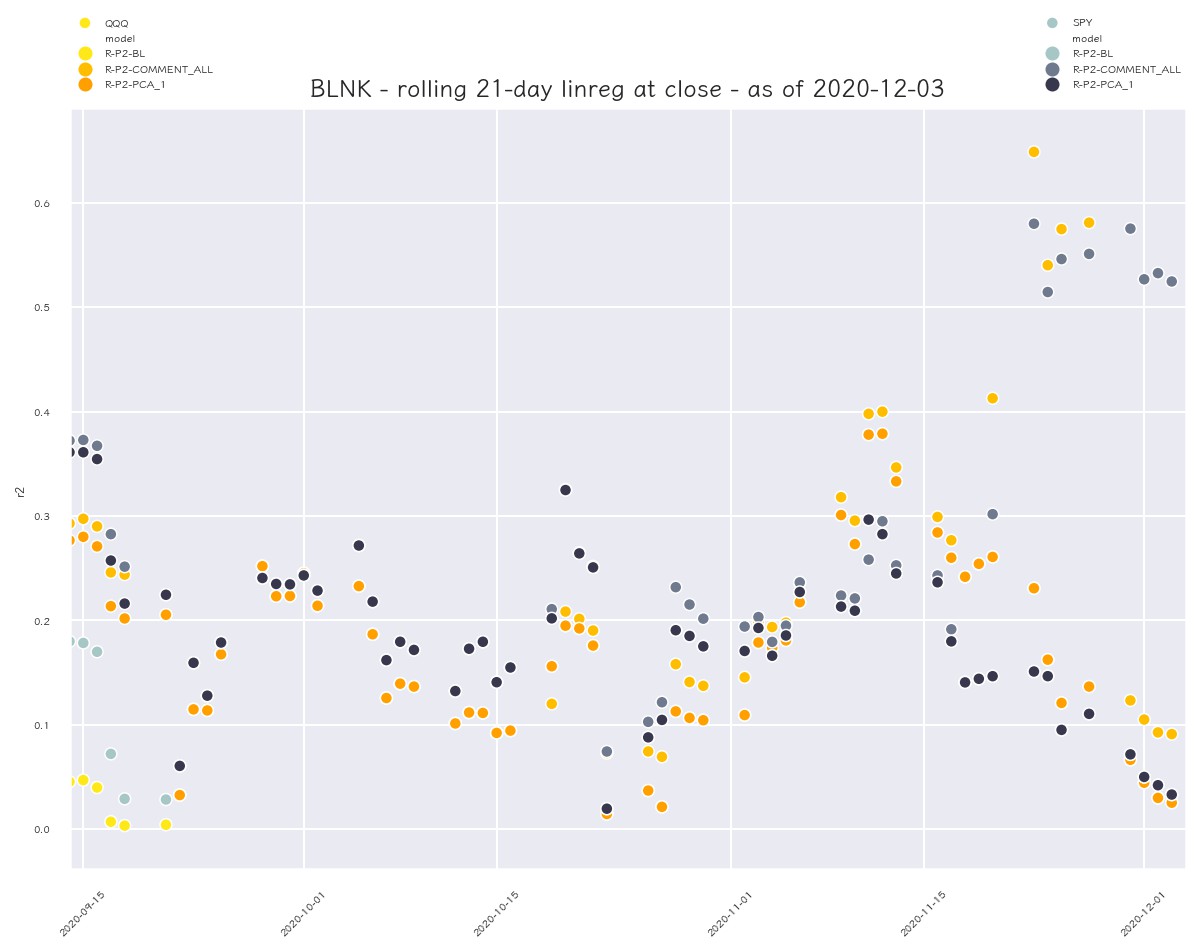 QQQ
model
R-P2-BL
R-P2-COMMENT_ALL
R-P2-PCA_1
SPY
model
R-P2-BL
R-P2-COMMENT_ALL
R-P2-PCA_1
BLNK - rolling 21-day linreg at close - as of 2020-12-03
r2
0.6
0.5
0.4
0.3
0.2
0.1
0.0
2020-09-15
2020-10-01
2020-10-15
2020-11-01
2020-11-15
2020-12-01